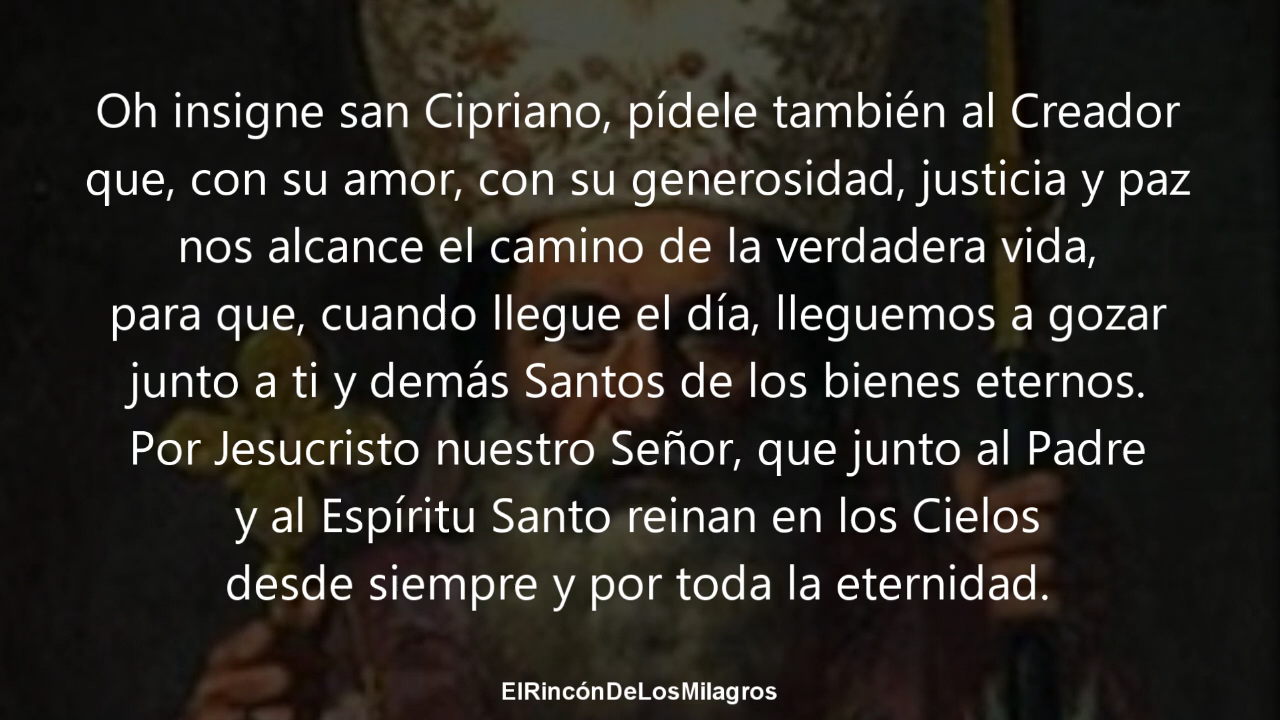 Oh insigne san Cipriano, pídele también al Creador
que, con su amor, con su generosidad, justicia y paz
nos alcance el camino de la verdadera vida,
para que, cuando llegue el día, lleguemos a gozar
junto a ti y demás Santos de los bienes eternos.
Por Jesucristo nuestro Señor, que junto al Padre
y al Espíritu Santo reinan en los Cielos
desde siempre y por toda la eternidad.
ElRincónDeLosMilagros